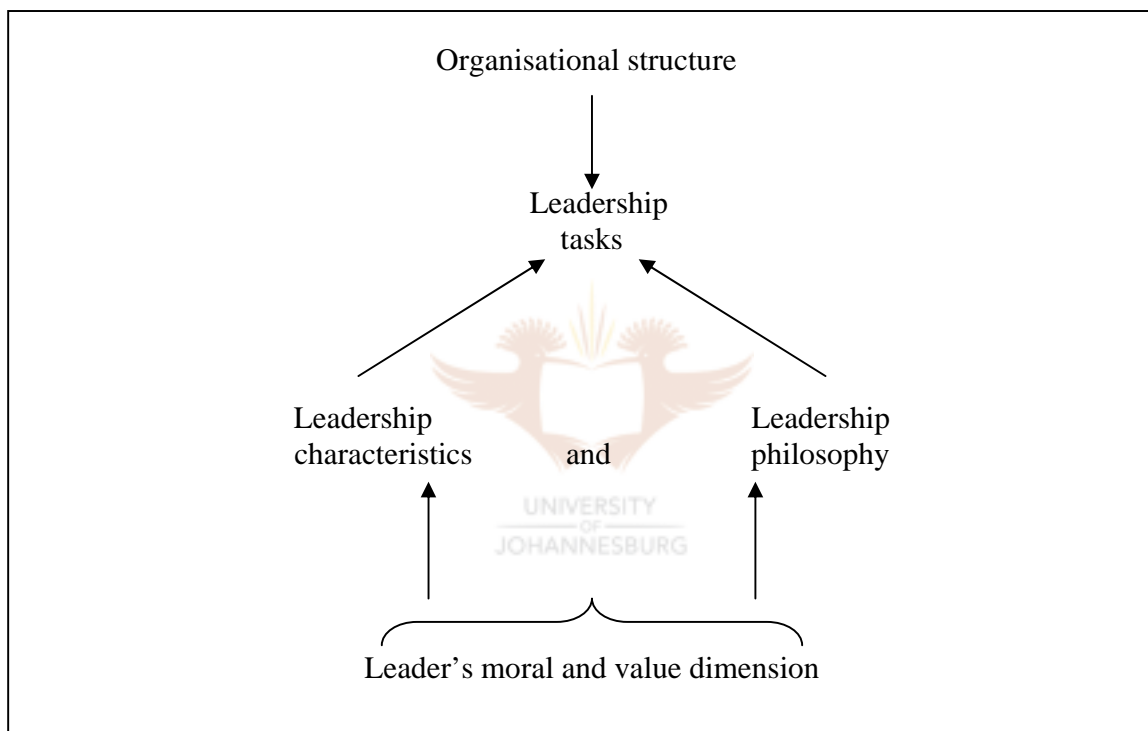 Organisational structure
Leadership
tasks
Leadership
characteristics
and
Leadership
philosophy
UNIVERSITY
OF
JOHANNESBURG
Leader’s moral and value dimension